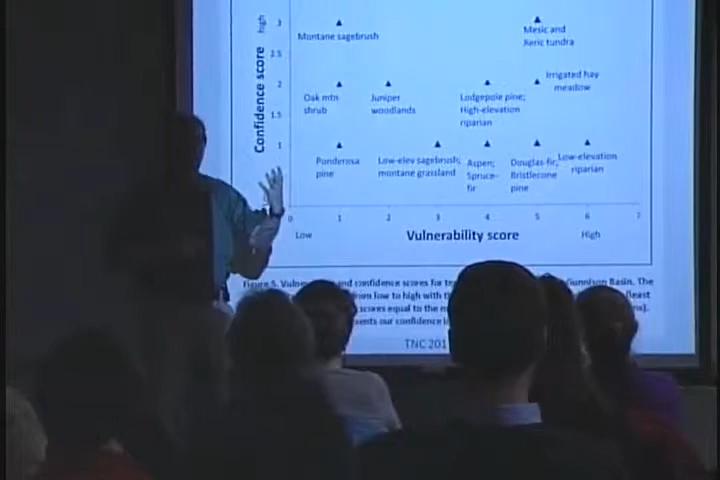 high
Confidence score
3
2.5
2
1.5
1
Montane sagebrush
Mesic and
Xeric tundra
Oak mtn
shrub
Juniper
woodlands
Lodgepole pine;
High-elevation
riparian
Irrigated hay
meadow
Ponderosa
pine
Low-elev sagebrush;
montane grassland
Aspen;
Spruce-
fir
Douglas-fir;
Bristlecone
pine
Low-elevation
riparian
0 1 2 3 4 5 6 7
Low Vulnerability score High
Figure 5. and confidence scores for Gunnison Basin. The
from low to high with (least
scores equal to the
our confidence
TNC 201